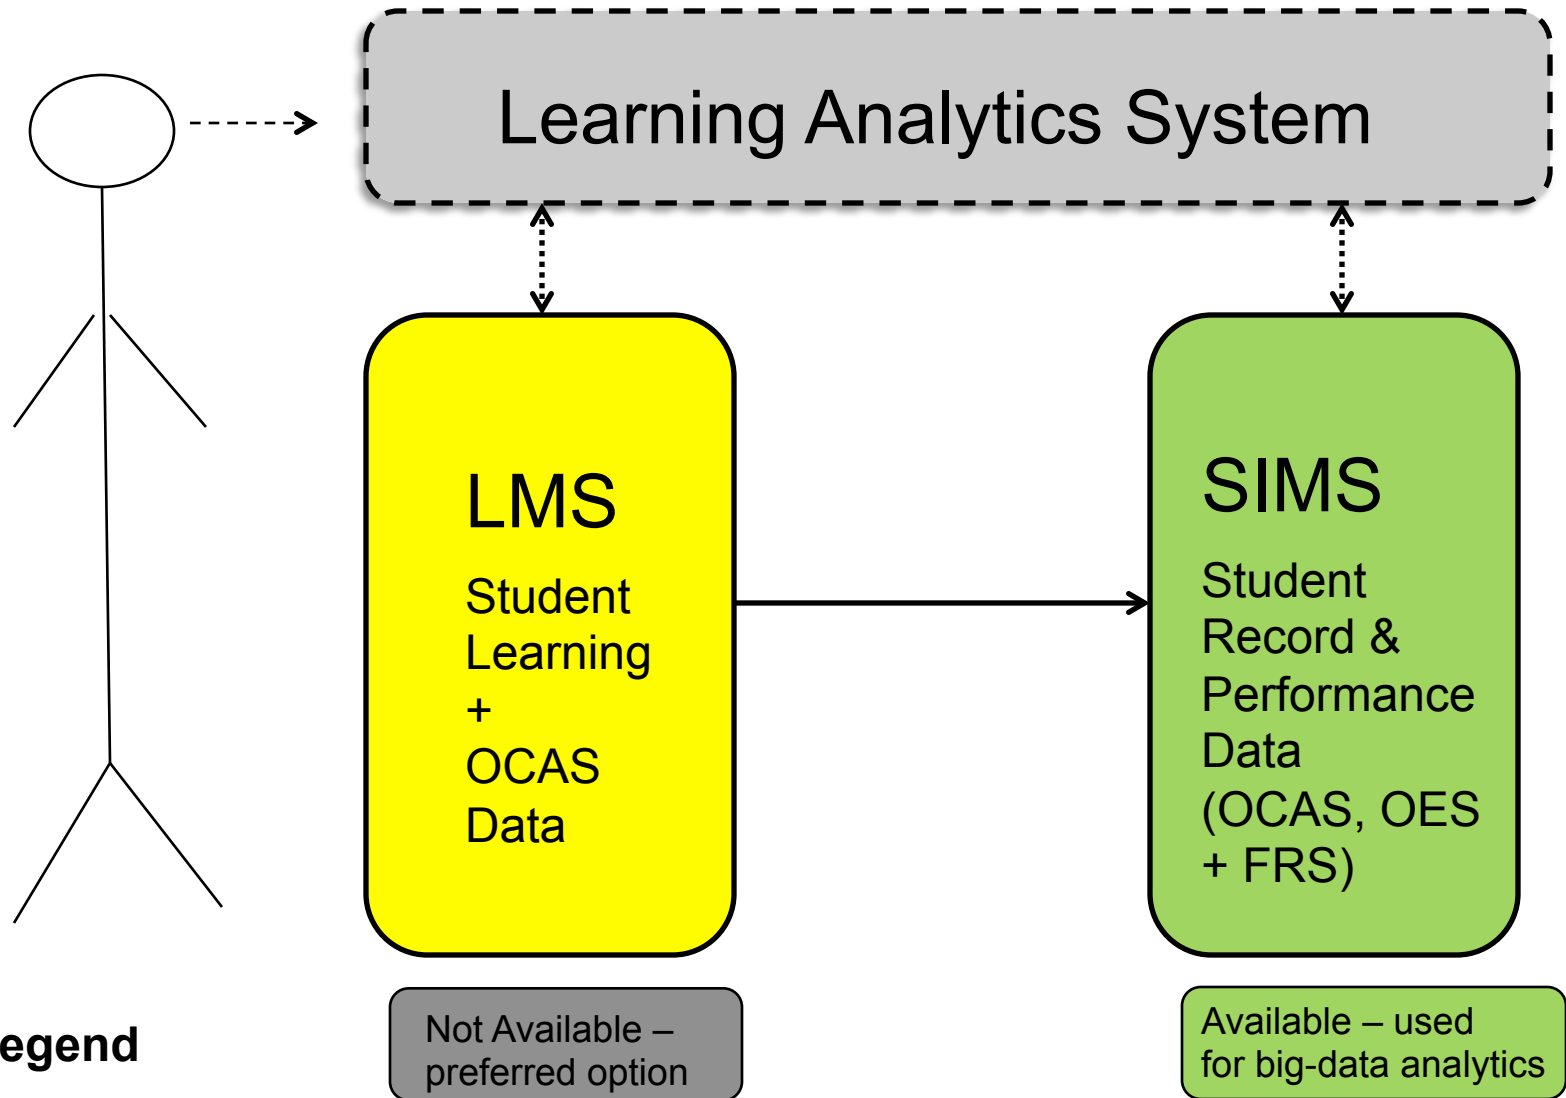 Learning Analytics System
LMS
Student
Learning
+
OCAS
Data
SIMS
Student
Record &
Performance
Data
(OCAS, OES
+ FRS)
egend
Not Available –
preferred option
Available – used
for big-data analytics